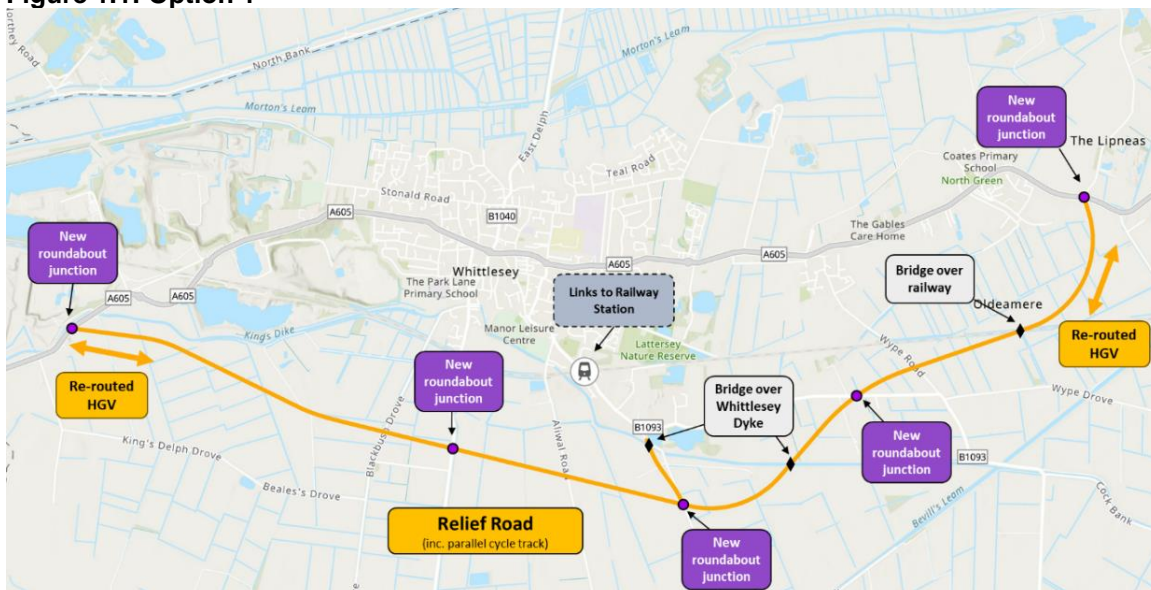 Figure 1.1: Option 1
Northey Road
North Bank
Morton's Leam
Morton's Leam
East Delph
Teal Road
Stonald Road
B1040
A605
A605
A605
A605
A605
New
roundabout
junction
The Lipneas
Coates Primary
School
North Green
The Gables
Care Home
New
roundabout
junction
Whittlesey
The Park Lane
Primary School
Links to Railway
Station
Bridge over
railway
Oldeamere
King's Dike
Manor Leisure
Centre
Lattersey
Nature Reserve
Wype Road
Re-routed
HGV
Re-routed
HGV
New
roundabout
junction
Bridge over
Whittlesey
Dyke
Wype Drove
B1093
New
roundabout
junction
B1093
King's Delph Drove
Blackbush Drove
Aliwal Road
Beales's Drove
Bevill's Leam
Cock Bank
Relief Road
(inc. parallel cycle track)
New
roundabout
junction